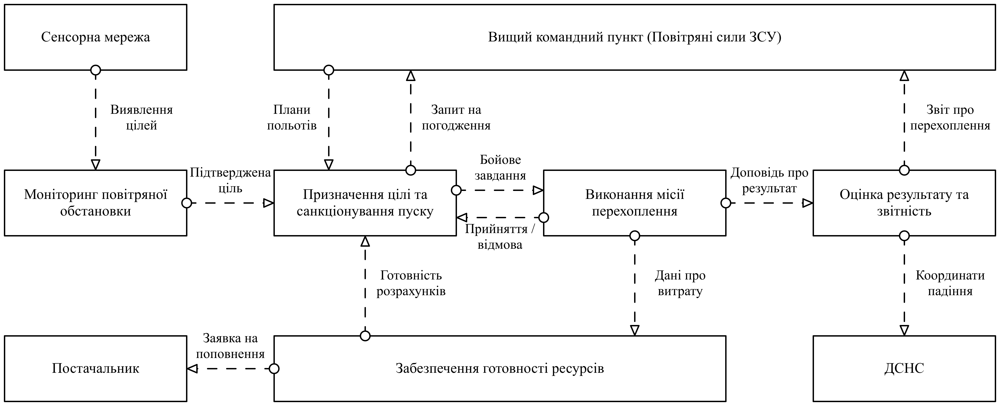 Сенсорна мережа
Вищий командний пункт (Повітряні сили ЗСУ)
Виявлення
цілей
Плани
польотів
Запит на
погодження
Звіт про
перехоплення
Моніторинг повітряної
обстановки
Підтверджена
ціль
Призначення цілі та
санкціонування пуску
Бойове
завдання
Прийняття /
відмова
Виконання місії
перехоплення
Доповідь про
результат
Оцінка результату та
звітність
Готовність
розрахунків
Дані про
витрату
Координати
падіння
Постачальник
Заявка на
поповнення
Забезпечення готовності ресурсів
ДСНС